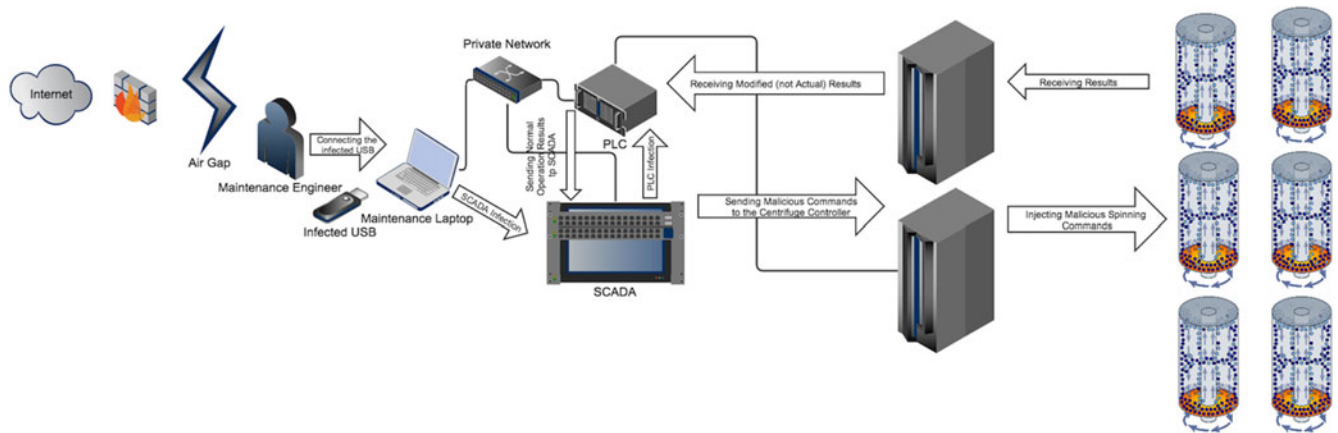 Internet
Air Gap
Maintenance Engineer
Connecting the
infected USB
Infected USB
Maintenance Laptop
SCADA Infection
Private Network
PLC
Sending Normal
Operation Results
tp SCADA
PLC Infection
SCADA
Receiving Modified (not Actual) Results
Sending Malicious Commands
to the Centrifuge Controller
Receiving Results
Injecting Malicious Spinning
Commands